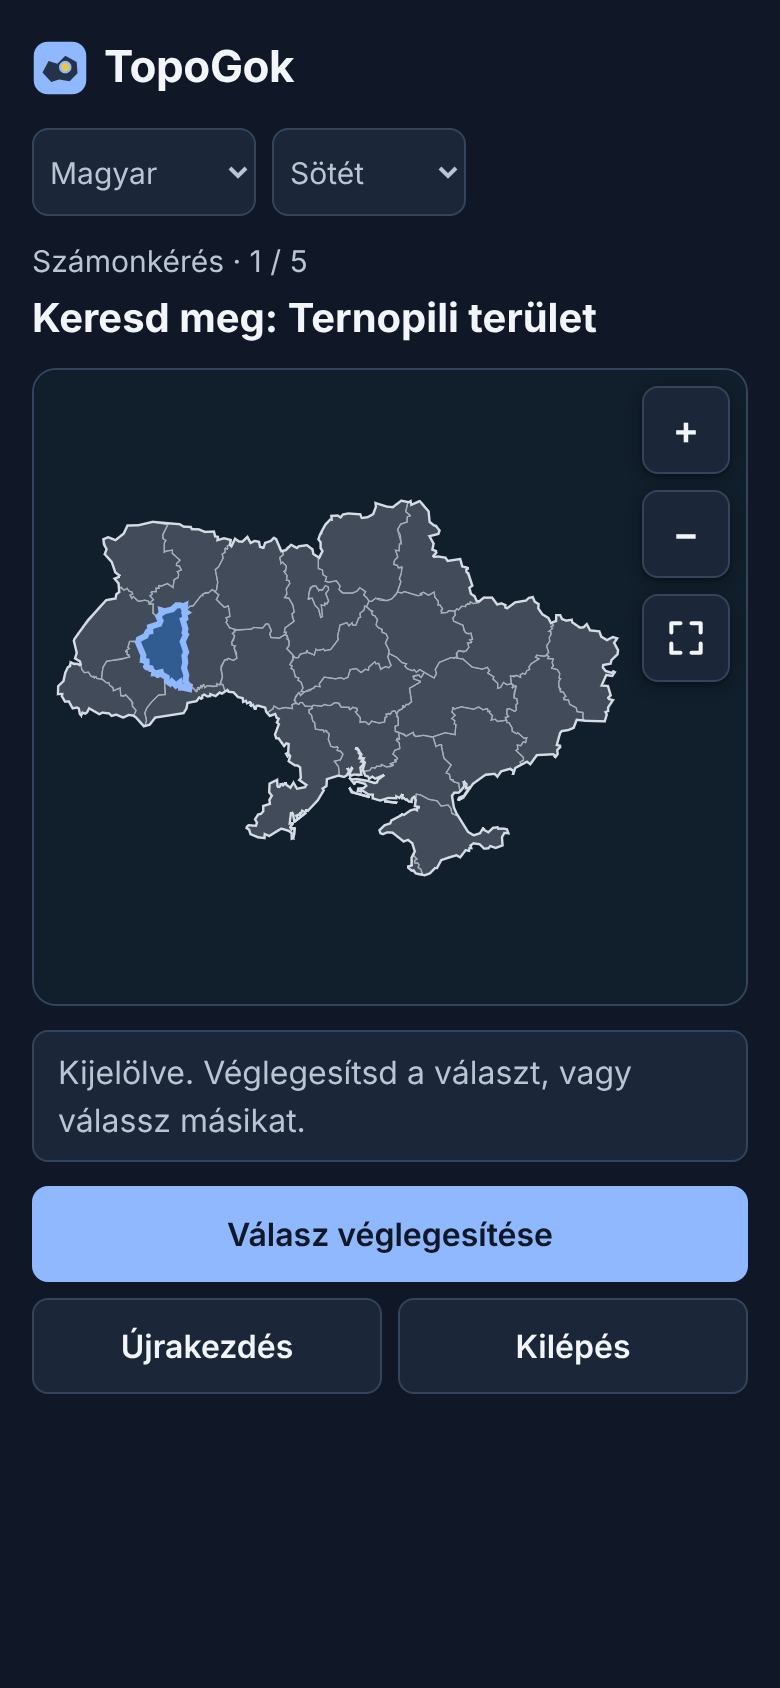 TopoGok
Magyar
Sötét
Számonkérés · 1 / 5
Keresd meg: Ternopili terület
+
−
Kijelölve. Véglegesítsd a választ, vagy
válassz másikat.
Válasz véglegesítése
Újrakezdés
Kilépés